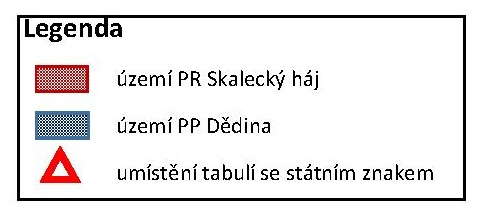 Legenda
území PR Skalecký háj
území PP Dědina
umístění tabulí se státním znakem